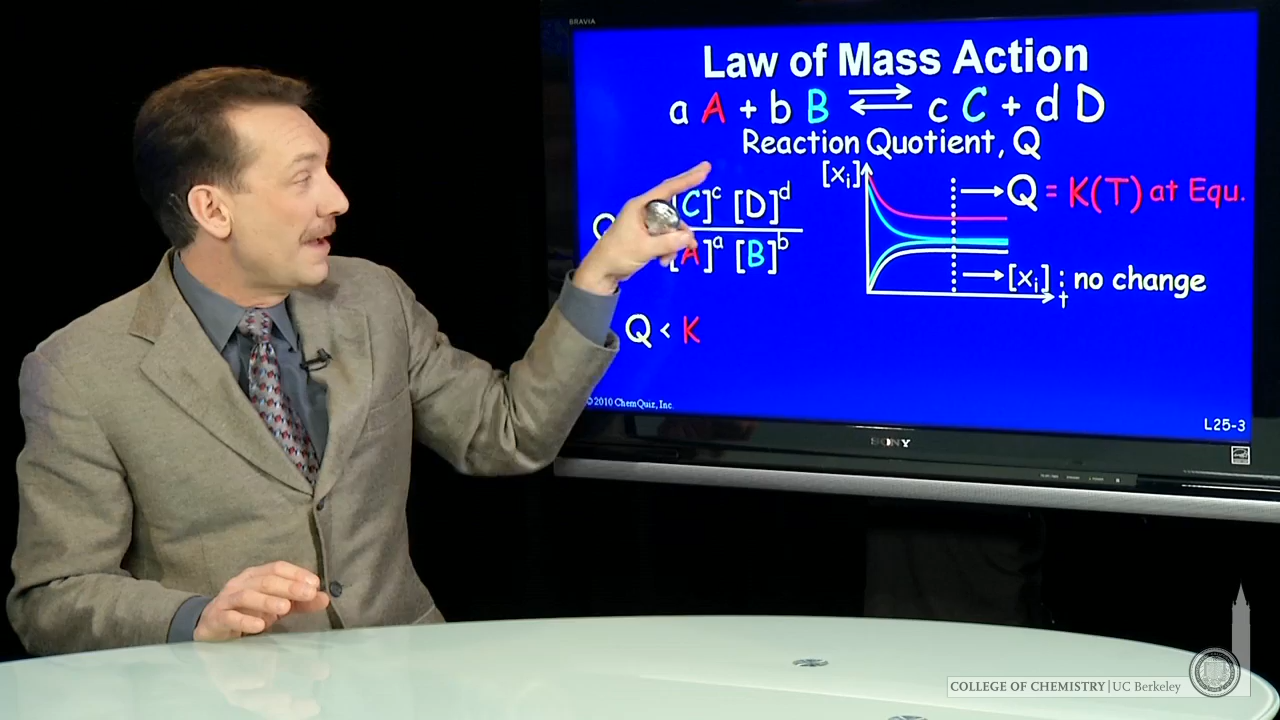 BRAVIA
Law of Mass Action
a A + b B ⇌ c C + d D
Reaction Quotient, Q
[xᵢ]
Q = K(T) at Equ.
Q
[C]ᶜ [D]ᵈ
[A]ᵃ [B]ᵇ
[xᵢ] : no change
t
Q < K
© 2010 ChemQuiz, Inc.
L25-3
SONY
COLLEGE OF CHEMISTRY | UC Berkeley